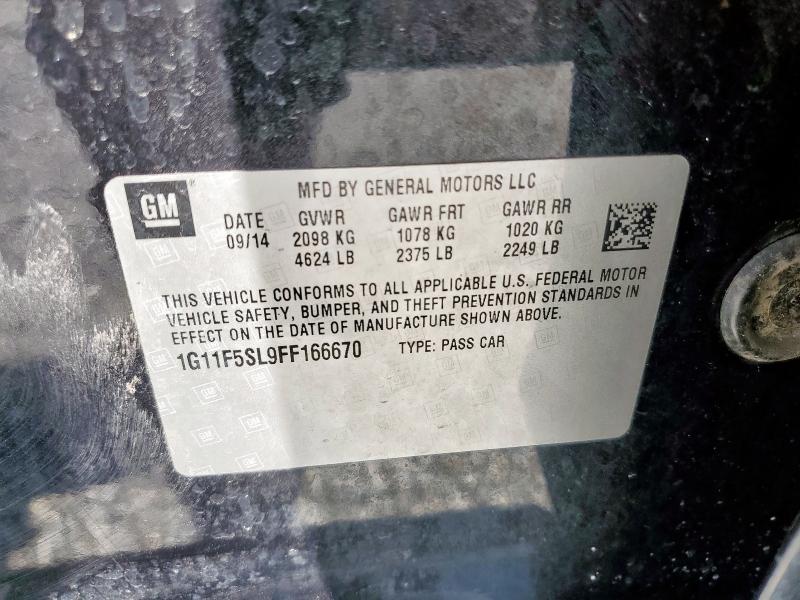 GM
MFD BY GENERAL MOTORS LLC
DATE GVWR GAWR FRT GAWR RR
09/14 2098 KG 1078 KG 1020 KG
4624 LB 2375 LB 2249 LB
THIS VEHICLE CONFORMS TO ALL APPLICABLE U.S. FEDERAL MOTOR
VEHICLE SAFETY, BUMPER, AND THEFT PREVENTION STANDARDS IN
EFFECT ON THE DATE OF MANUFACTURE SHOWN ABOVE.
1G11F5SL9FF166670 TYPE: PASS CAR